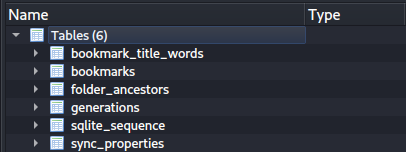 Name Type
Tables (6)
bookmark_title_words
bookmarks
folder_ancestors
generations
sqlite_sequence
sync_properties